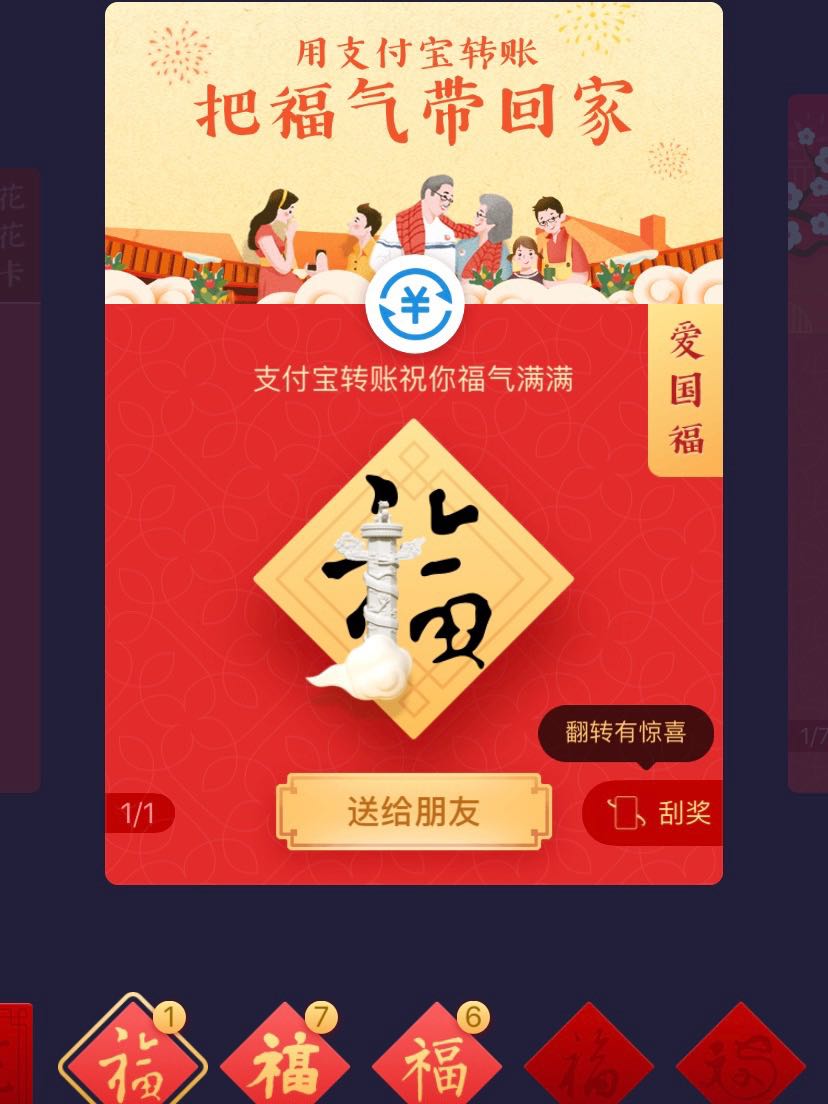 用支付宝转账
把福气带回家
花花卡
¥
支付宝转账祝你福气满满
爱国福
福
翻转有惊喜
1/7
1/1
送给朋友
刮奖
1
7
6
福
福
福
福